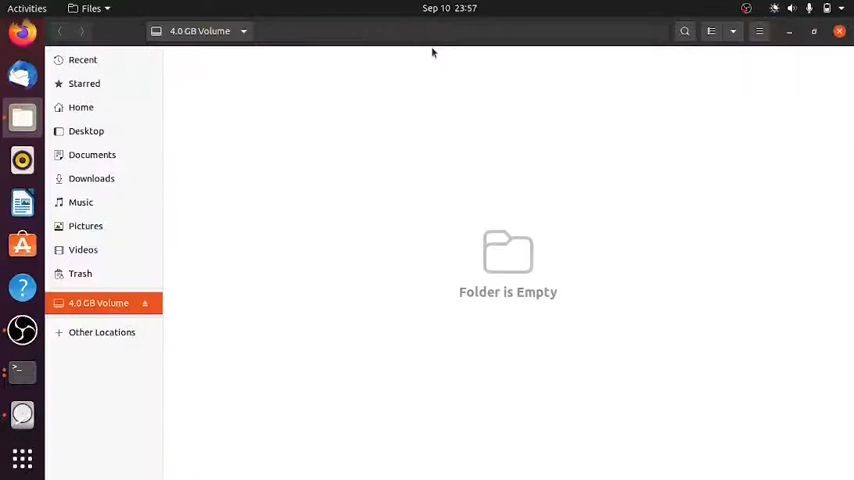 Activities
Files
Sep 10 23:57
4.0 GB Volume
Recent
Starred
Home
Desktop
Documents
Downloads
Music
Pictures
Videos
Trash
4.0 GB Volume
Other Locations
Folder is Empty